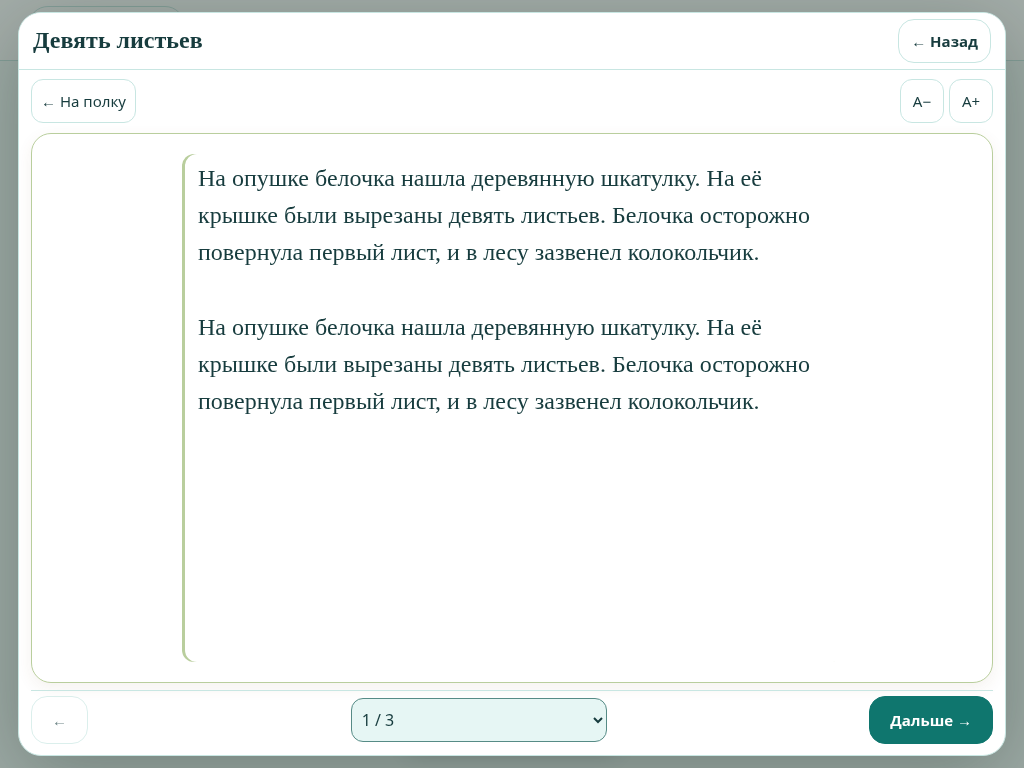 Девять листьев
← Назад
← На полку
A−
A+
На опушке белочка нашла деревянную шкатулку. На её
крышке были вырезаны девять листьев. Белочка осторожно
повернула первый лист, и в лесу зазвенел колокольчик.
На опушке белочка нашла деревянную шкатулку. На её
крышке были вырезаны девять листьев. Белочка осторожно
повернула первый лист, и в лесу зазвенел колокольчик.
←
1 / 3
Дальше →